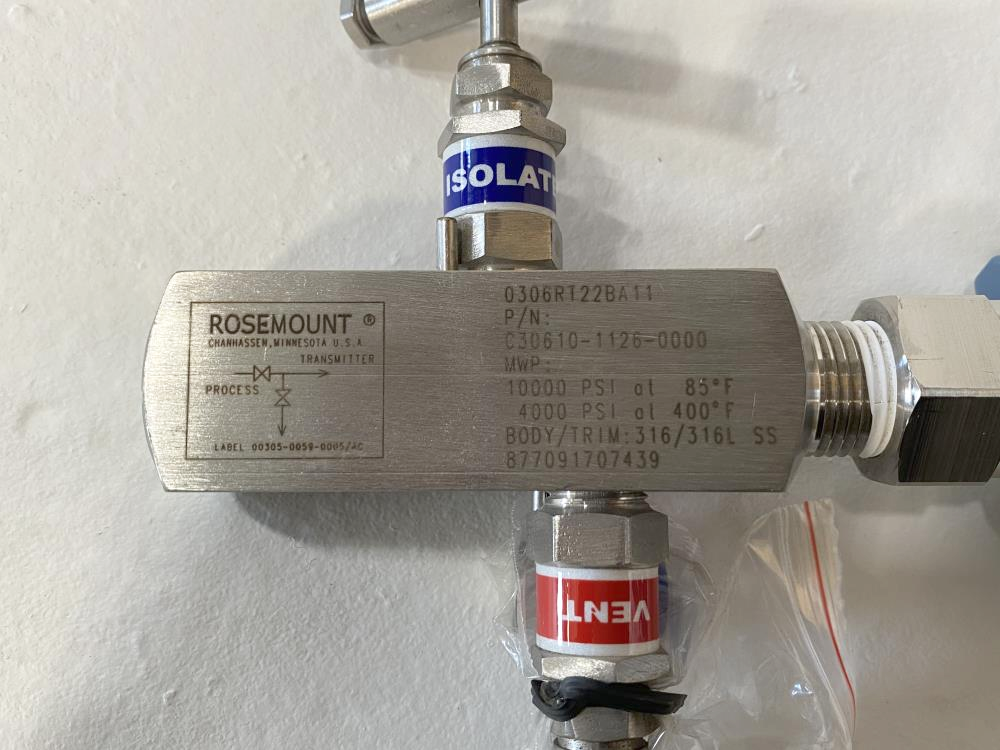 ISOLATE
ROSEMOUNT ®
CHANHASSEN, MINNESOTA U.S.A.
TRANSMITTER
PROCESS
LABEL 00305-0059-0005/AC
0306RT22BA11
P/N:
C30610-1126-0000
MWP:
10000 PSI at 85°F
4000 PSI at 400°F
BODY/TRIM:316/316L SS
877091707439
VENT